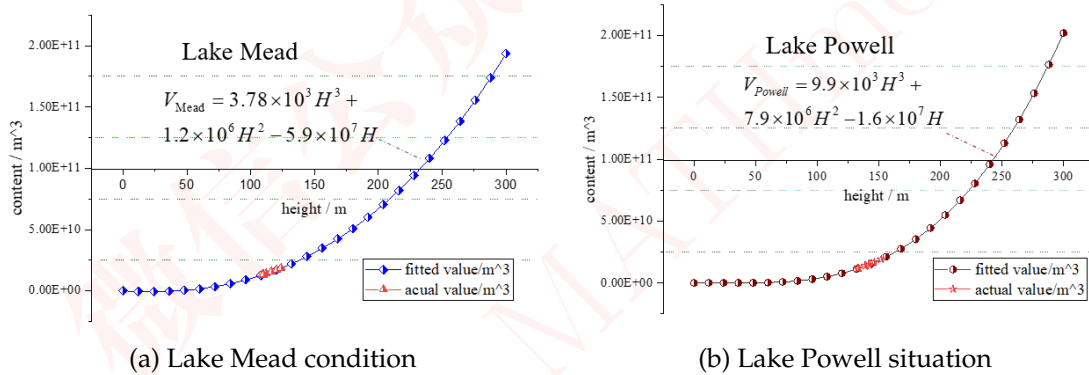 2.00E+11
1.50E+11
1.00E+11
5.00E+10
0.00E+00
content / m^3
Lake Mead
V_Mead = 3.78×10^3 H^3 +
1.2×10^6 H^2 −5.9×10^7 H
0 50 100 150 200 250 300
height / m
fitted value/m^3
acual value/m^3
(a) Lake Mead condition
2.00E+11
1.50E+11
1.00E+11
5.00E+10
0.00E+00
content / m^3
Lake Powell
V_Powell = 9.9×10^3 H^3 +
7.9×10^6 H^2 −1.6×10^7 H
0 50 100 150 200 250 300
height / m
fitted value/m^3
actual value/m^3
(b) Lake Powell situation